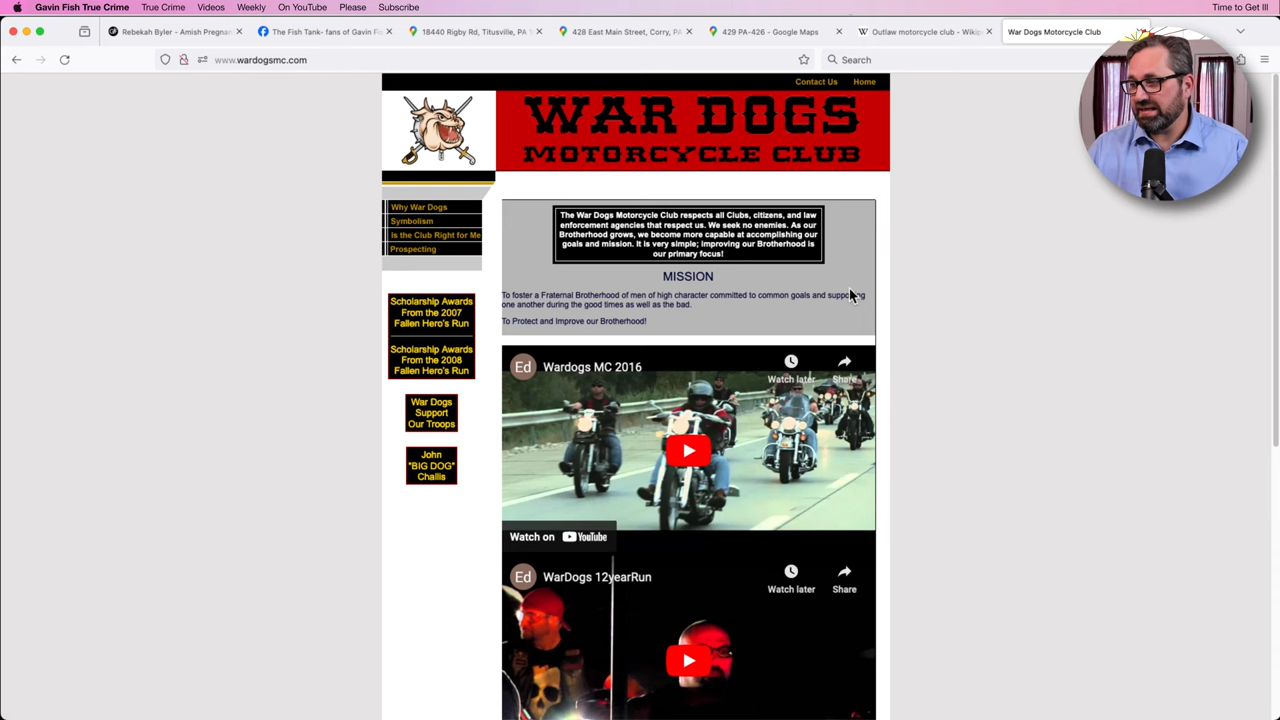 Gavin Fish True Crime True Crime Videos Weekly On YouTube Please Subscribe Time to Get Ill
Rebekah Byler - Amish Pregnan
The Fish Tank- fans of Gavin Fi
18440 Rigby Rd, Titusville, PA
428 East Main Street, Corry, PA
429 PA-426 - Google Maps
Outlaw motorcycle club - Wikip
War Dogs Motorcycle Club
www.wardogsmc.com
Search
Contact Us Home
WAR DOGS
MOTORCYCLE CLUB
Why War Dogs
Symbolism
Is the Club Right for Me
Prospecting
Scholarship Awards
From the 2007
Fallen Hero's Run
Scholarship Awards
From the 2008
Fallen Hero's Run
War Dogs
Support
Our Troops
John
"BIG DOG"
Challis
The War Dogs Motorcycle Club respects all Clubs, citizens, and law
enforcement agencies that respect us. We seek no enemies. As our
Brotherhood grows, we become more capable at accomplishing our
goals and mission. It is very simple; improving our Brotherhood is
our primary focus!
MISSION
To foster a Fraternal Brotherhood of men of high character committed to common goals and supporting
one another during the good times as well as the bad.
To Protect and Improve our Brotherhood!
Ed Wardogs MC 2016
Watch later Share
Watch on YouTube
Ed WarDogs 12yearRun
Watch later Share